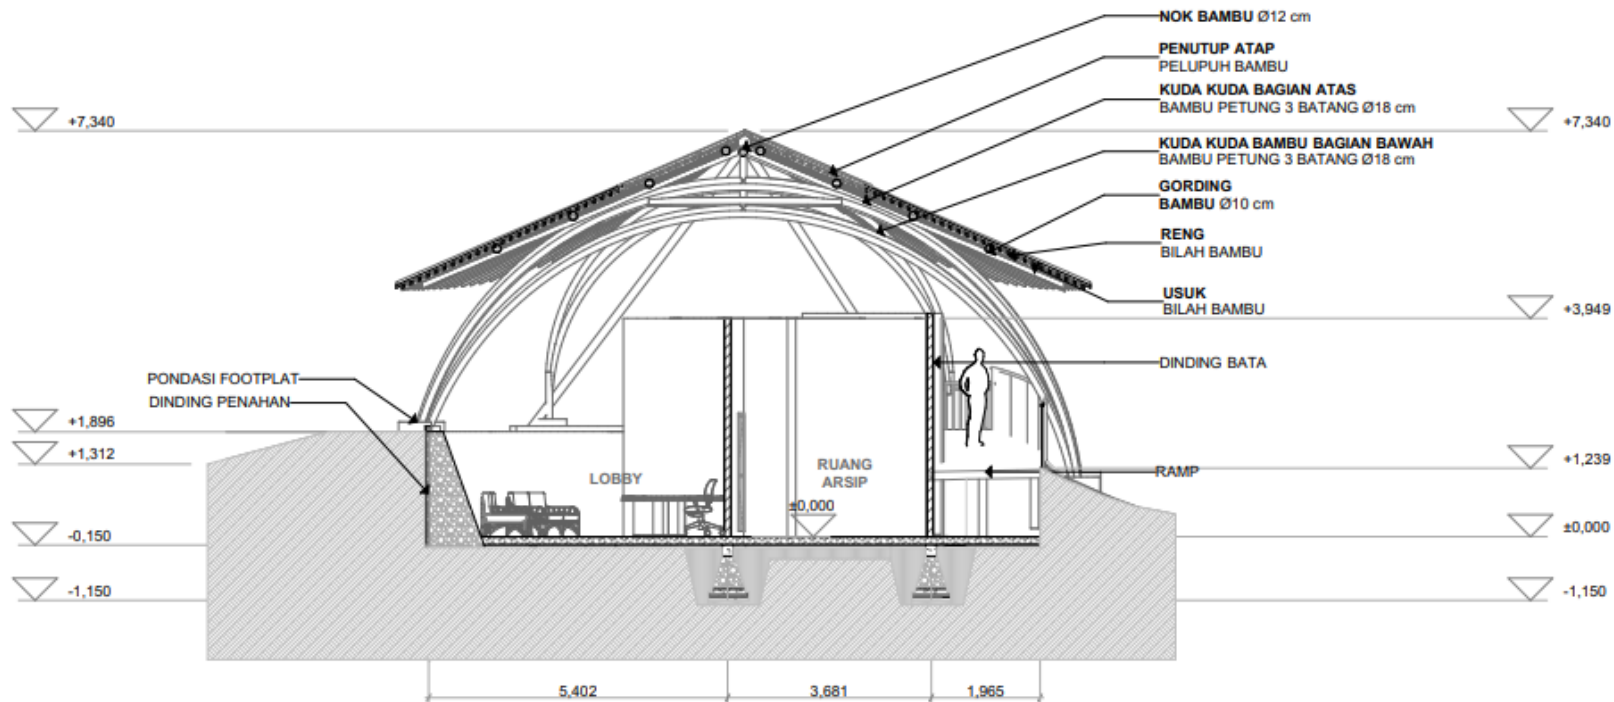 NOK BAMBU Ø12 cm
PENUTUP ATAP
PELUPUH BAMBU
KUDA KUDA BAGIAN ATAS
BAMBU PETUNG 3 BATANG Ø18 cm
+7,340
+7,340
KUDA KUDA BAMBU BAGIAN BAWAH
BAMBU PETUNG 3 BATANG Ø18 cm
GORDING
BAMBU Ø10 cm
RENG
BILAH BAMBU
USUK
BILAH BAMBU
+3,949
DINDING BATA
PONDASI FOOTPLAT
DINDING PENAHAN
+1,896
+1,312
+1,239
LOBBY
RUANG
ARSIP
RAMP
±0,000
±0,000
-0,150
-1,150
-1,150
5,402
3,681
1,965